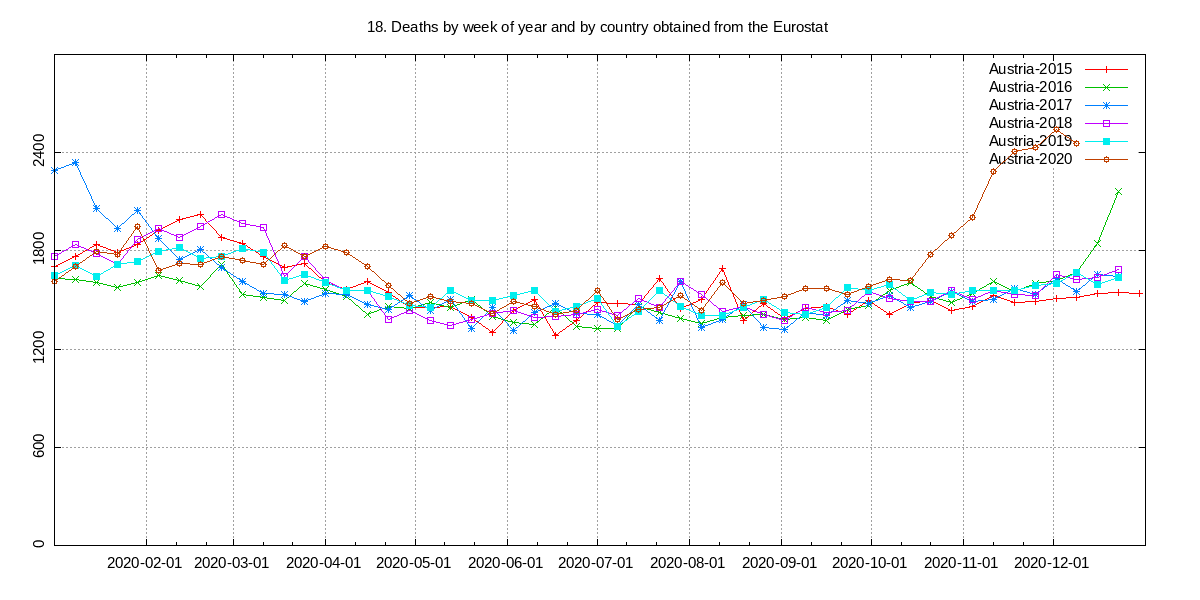 18. Deaths by week of year and by country obtained from the Eurostat
Austria-2015
Austria-2016
Austria-2017
Austria-2018
Austria-2019
Austria-2020
2400
1800
1200
600
0
2020-02-01 2020-03-01 2020-04-01 2020-05-01 2020-06-01 2020-07-01 2020-08-01 2020-09-01 2020-10-01 2020-11-01 2020-12-01